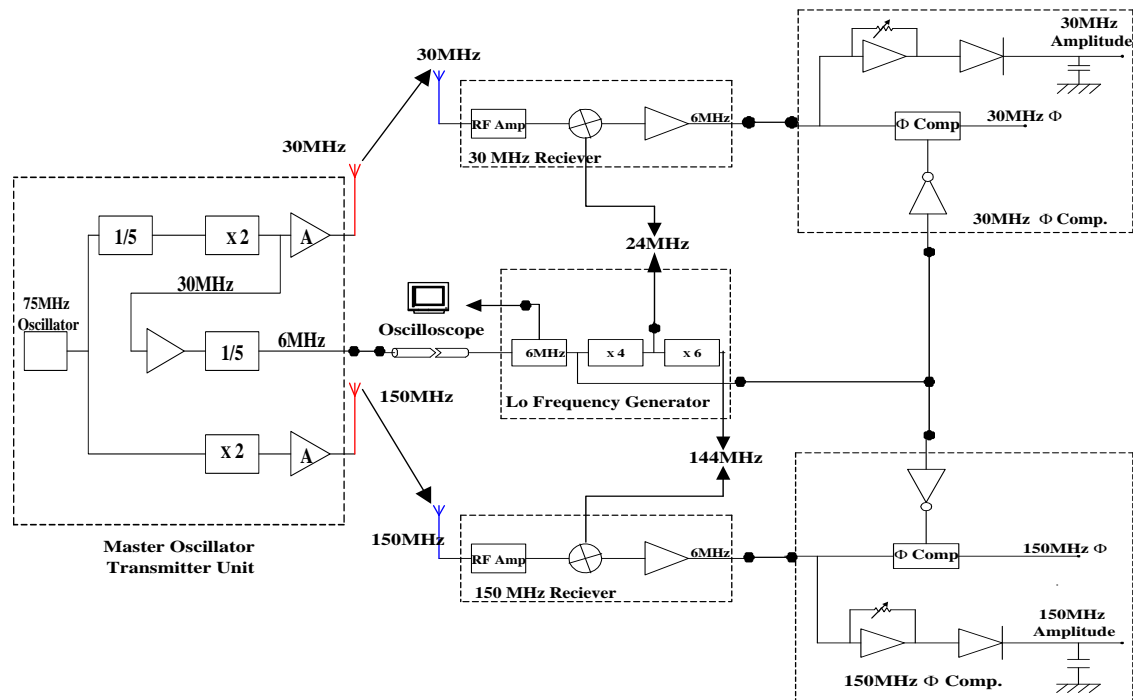 30MHz
Amplitude
30MHz
RF Amp
6MHz
Φ Comp
30MHz Φ
30 MHz Reciever
30MHz
30MHz Φ Comp.
1/5
x 2
A
24MHz
30MHz
75MHz
Oscillator
Oscilloscope
1/5
6MHz
6MHz
x 4
x 6
150MHz
Lo Frequency Generator
x 2
A
144MHz
150MHz
RF Amp
6MHz
Φ Comp
150MHz Φ
Master Oscillator
Transmitter Unit
150 MHz Reciever
150MHz
Amplitude
150MHz Φ Comp.